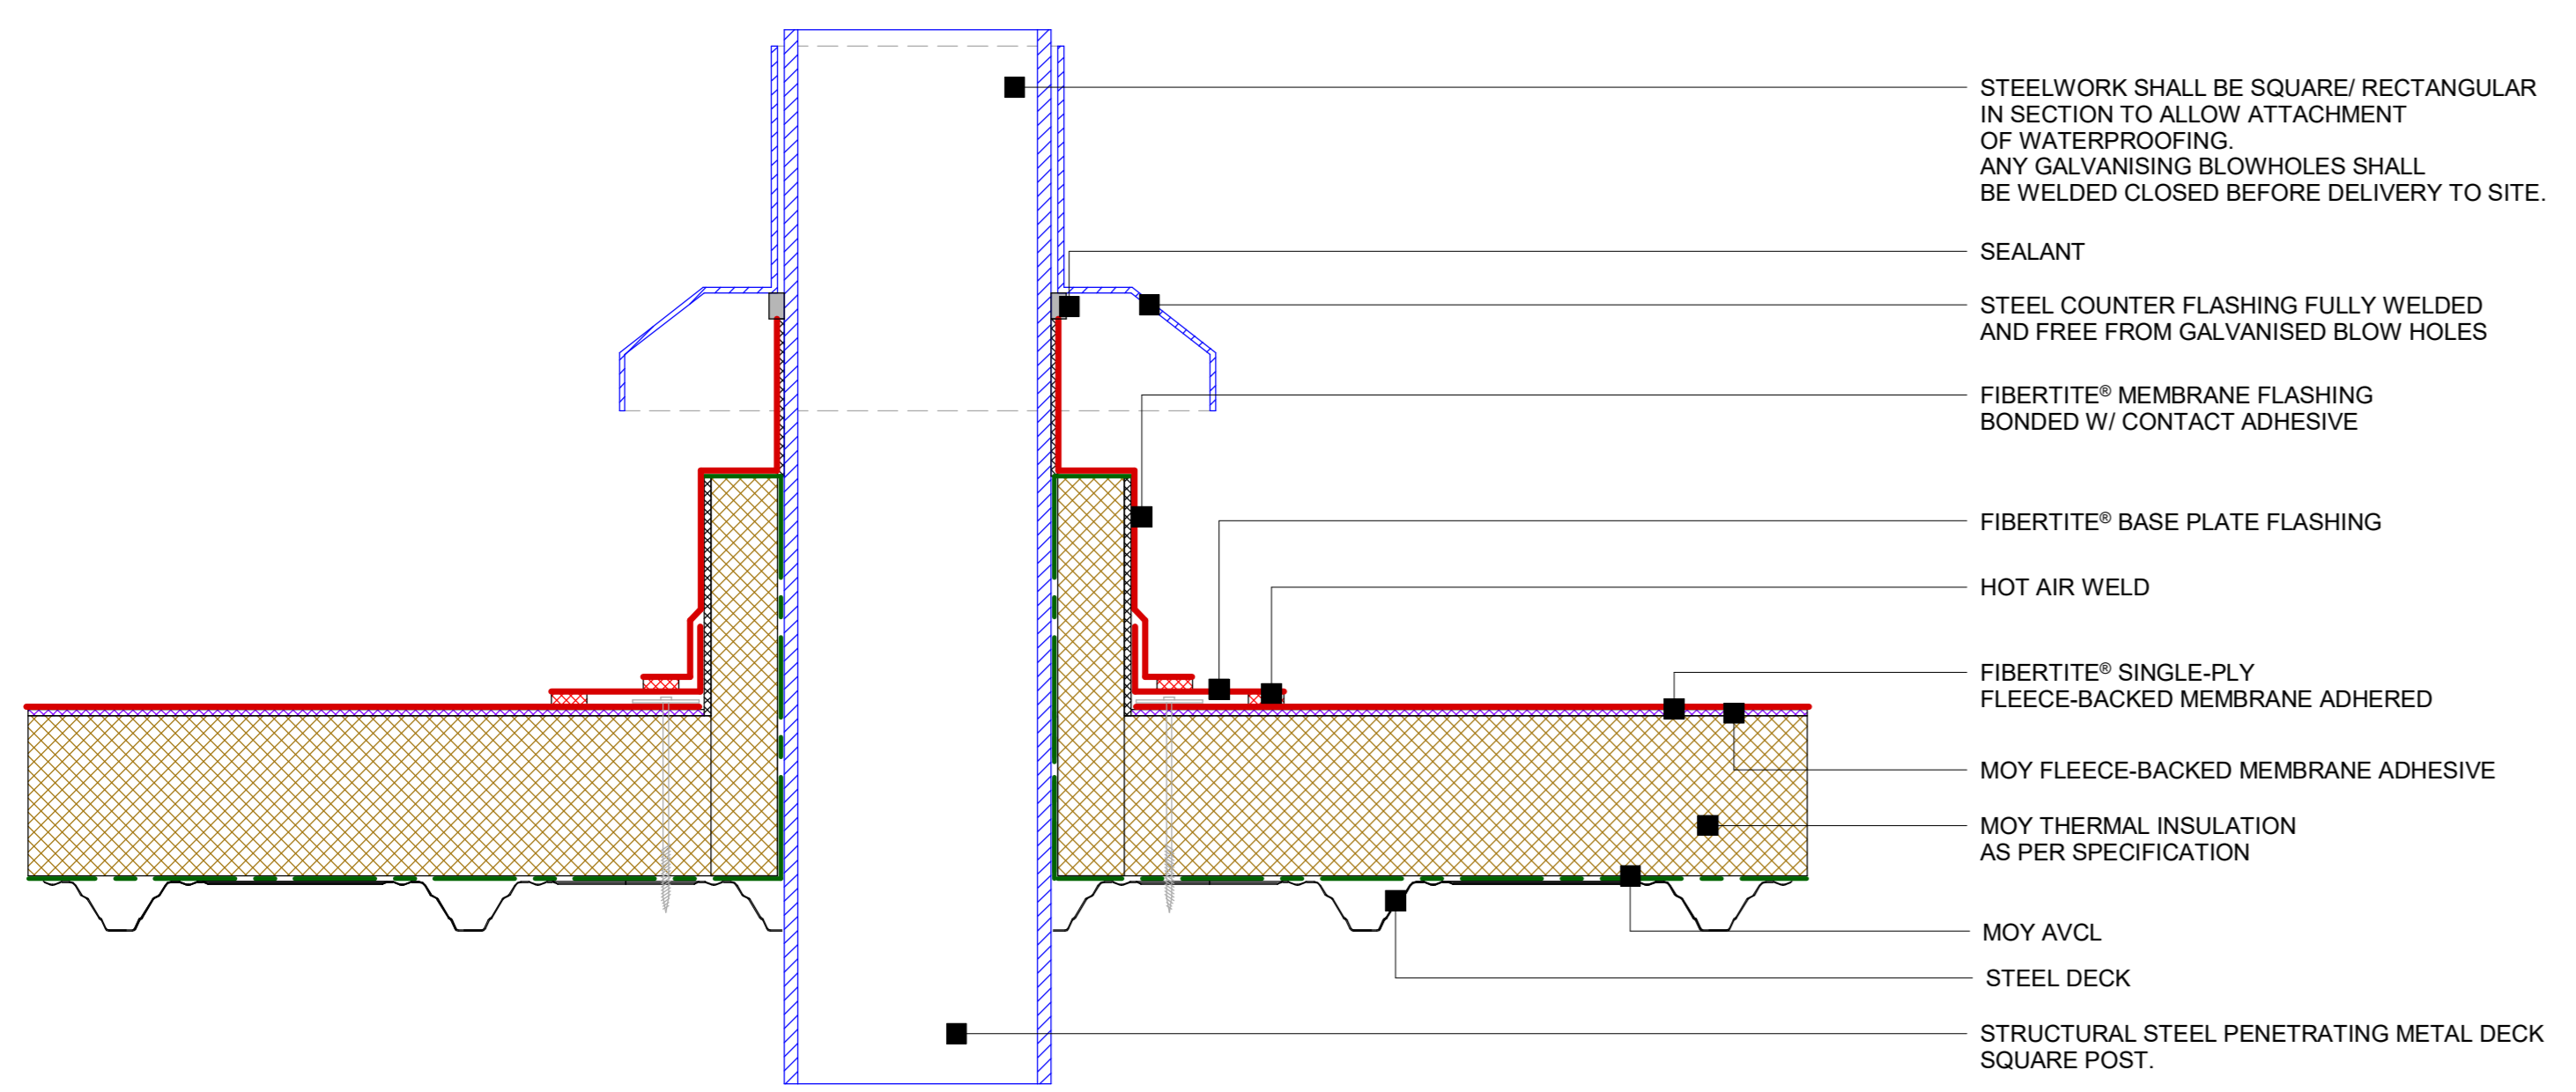 STEELWORK SHALL BE SQUARE/ RECTANGULAR
IN SECTION TO ALLOW ATTACHMENT
OF WATERPROOFING.
ANY GALVANISING BLOWHOLES SHALL
BE WELDED CLOSED BEFORE DELIVERY TO SITE.
SEALANT
STEEL COUNTER FLASHING FULLY WELDED
AND FREE FROM GALVANISED BLOW HOLES
FIBERTITE® MEMBRANE FLASHING
BONDED W/ CONTACT ADHESIVE
FIBERTITE® BASE PLATE FLASHING
HOT AIR WELD
FIBERTITE® SINGLE-PLY
FLEECE-BACKED MEMBRANE ADHERED
MOY FLEECE-BACKED MEMBRANE ADHESIVE
MOY THERMAL INSULATION
AS PER SPECIFICATION
MOY AVCL
STEEL DECK
STRUCTURAL STEEL PENETRATING METAL DECK
SQUARE POST.